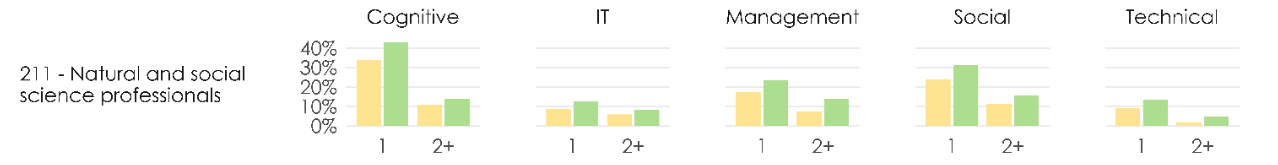 Cognitive IT Management Social Technical
40%
30%
20%
10%
0%
211 - Natural and social
science professionals
1 2+ 1 2+ 1 2+ 1 2+ 1 2+